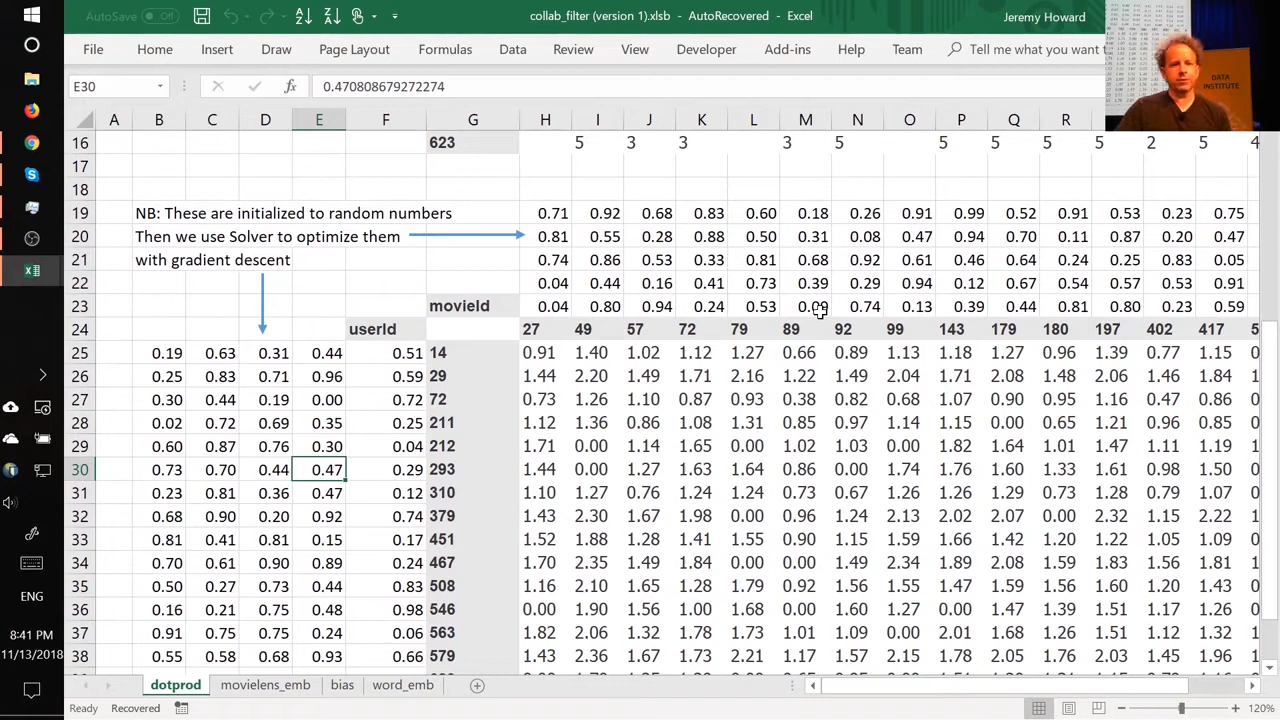 AutoSave Off
collab_filter (version 1).xlsb - AutoRecovered - Excel
Jeremy Howard
File Home Insert Draw Page Layout Formulas Data Review View Developer Add-ins Help Team Tell me what you want
DATA
INSTITUTE
E30 fx 0.470808679272274
A B C D E F G H I J K L M N O P Q R
16 623 5 3 3 3 5 5 5 5 2 5 4
17
18
19 NB: These are initialized to random numbers 0.71 0.92 0.68 0.83 0.60 0.18 0.26 0.91 0.99 0.52 0.91 0.53 0.23 0.75
20 Then we use Solver to optimize them 0.81 0.55 0.28 0.88 0.50 0.31 0.08 0.47 0.94 0.70 0.11 0.87 0.20 0.47
21 with gradient descent 0.74 0.86 0.53 0.33 0.81 0.68 0.92 0.61 0.46 0.64 0.24 0.25 0.83 0.05
22 0.04 0.44 0.16 0.41 0.73 0.39 0.29 0.94 0.12 0.67 0.54 0.57 0.53 0.91
23 movieId 0.04 0.80 0.94 0.24 0.53 0.74 0.13 0.39 0.44 0.81 0.80 0.23 0.59
24 userId 27 49 57 72 79 89 92 99 143 179 180 197 402 417 5
25 0.19 0.63 0.31 0.44 0.51 14 0.91 1.40 1.02 1.12 1.27 0.66 0.89 1.13 1.18 1.27 0.96 1.39 0.77 1.15 0
26 0.25 0.83 0.71 0.96 0.59 29 1.44 2.20 1.49 1.71 2.16 1.22 1.49 2.04 1.71 2.08 1.48 2.06 1.46 1.84 1
27 0.30 0.44 0.19 0.00 0.72 72 0.73 1.26 1.10 0.87 0.93 0.38 0.82 0.68 1.07 0.90 0.95 1.16 0.47 0.86 0
28 0.02 0.72 0.69 0.35 0.25 211 1.12 1.36 0.86 1.08 1.31 0.85 0.97 1.14 1.15 0.00 0.65 1.21 0.96 0.85 0
29 0.60 0.87 0.76 0.30 0.04 212 1.71 0.00 1.14 1.65 0.00 1.02 1.03 0.00 1.82 1.64 1.01 1.47 1.11 1.19 1
30 0.73 0.70 0.44 0.47 0.29 293 1.44 0.00 1.27 1.63 1.64 0.86 0.00 1.74 1.76 1.60 1.33 1.61 0.98 1.50 1
31 0.23 0.81 0.36 0.47 0.12 310 1.10 1.27 0.76 1.24 1.24 0.73 0.67 1.26 1.26 1.29 0.73 1.28 0.79 1.07 1
32 0.68 0.90 0.20 0.92 0.74 379 1.43 2.30 1.67 1.98 0.00 0.96 1.24 2.13 2.02 2.07 0.00 2.32 1.15 2.22 1
33 0.81 0.41 0.81 0.15 0.17 451 1.52 1.88 1.28 1.41 1.55 0.90 1.15 1.59 1.66 1.42 1.20 1.22 1.05 1.09 1
34 0.70 0.61 0.90 0.89 0.24 467 1.70 2.35 1.49 1.84 0.00 0.00 1.49 2.34 1.89 2.18 1.59 1.83 1.56 1.81 1
35 0.50 0.27 0.73 0.44 0.83 508 1.16 2.10 1.65 1.28 1.79 0.92 1.56 1.55 1.47 1.59 1.56 1.60 1.20 1.43 1
36 0.16 0.21 0.75 0.48 0.98 546 0.00 1.90 1.56 1.00 1.68 0.00 1.60 1.27 0.00 1.47 1.39 1.51 1.17 1.26 0
37 0.91 0.75 0.75 0.24 0.06 563 1.82 2.06 1.32 1.78 1.73 1.01 1.09 0.00 2.01 1.68 1.26 1.51 1.12 1.32 1
38 0.55 0.58 0.68 0.93 0.66 579 1.43 2.36 1.67 1.73 2.21 1.17 1.57 2.15 1.78 2.05 1.76 2.03 1.45 1.96 1
dotprod movielens_emb bias word_emb
Ready Recovered 120%
ENG
8:41 PM
11/13/2018